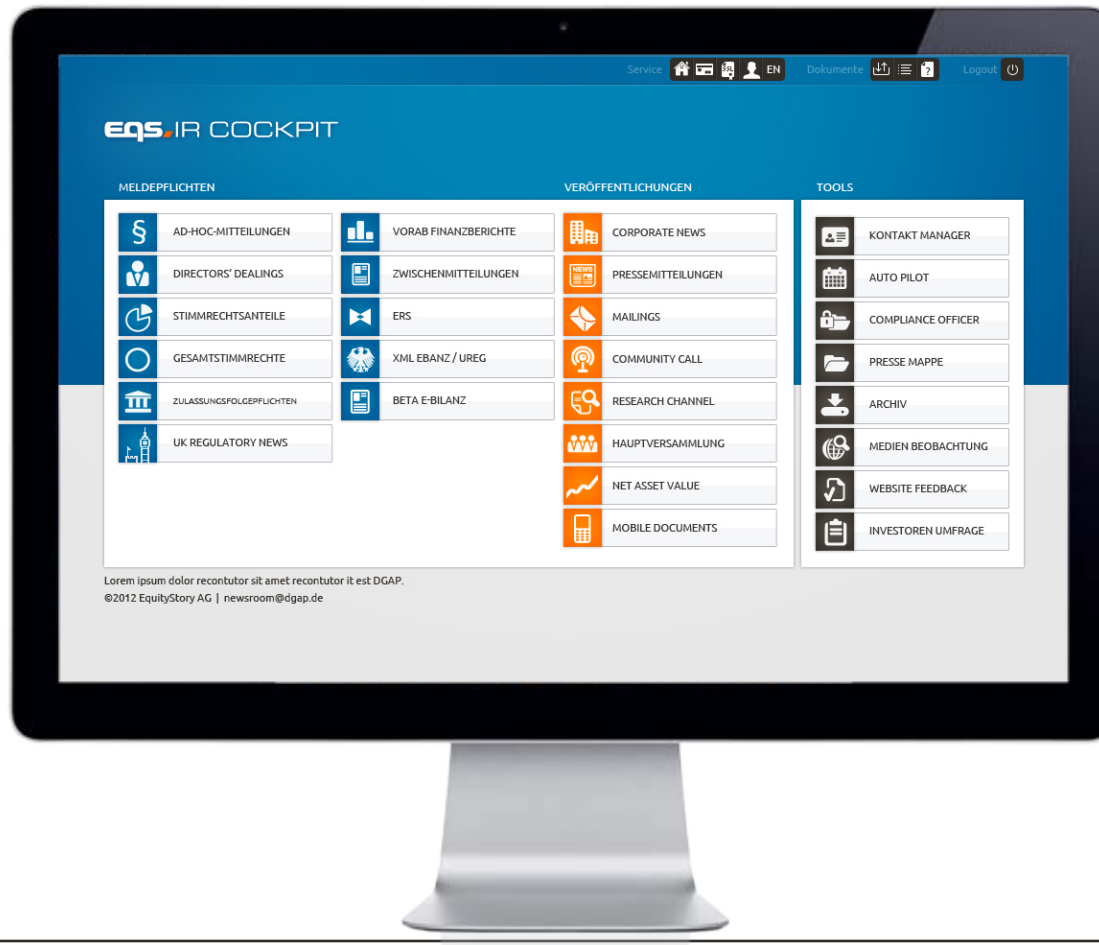 Service EN Dokumente Logout
EQS.IR COCKPIT
MELDEPFLICHTEN
§ AD-HOC-MITTEILUNGEN
DIRECTORS' DEALINGS
STIMMRECHTSANTEILE
GESAMTSTIMMRECHTE
ZULASSUNGSFOLGEPFLICHTEN
UK REGULATORY NEWS
VORAB FINANZBERICHTE
ZWISCHENMITTEILUNGEN
ERS
XML EBANZ / UREG
BETA E-BILANZ
VERÖFFENTLICHUNGEN
CORPORATE NEWS
NEWS PRESSEMITTEILUNGEN
MAILINGS
COMMUNITY CALL
RESEARCH CHANNEL
HAUPTVERSAMMLUNG
NET ASSET VALUE
MOBILE DOCUMENTS
TOOLS
KONTAKT MANAGER
AUTO PILOT
COMPLIANCE OFFICER
PRESSE MAPPE
ARCHIV
MEDIEN BEOBACHTUNG
WEBSITE FEEDBACK
INVESTOREN UMFRAGE
Lorem ipsum dolor recontutor sit amet recontutor it est DGAP.
©2012 EquityStory AG | newsroom@dgap.de